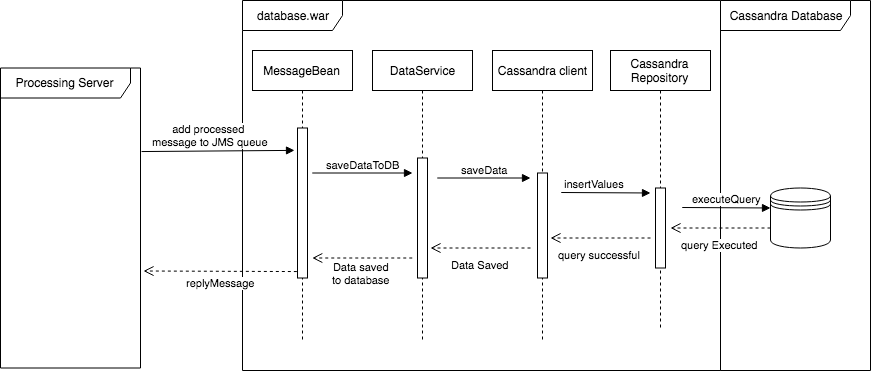 database.war
Cassandra Database
Processing Server
MessageBean
DataService
Cassandra client
Cassandra
Repository
add processed
message to JMS queue
saveDataToDB
saveData
insertValues
executeQuery
query Executed
query successful
Data Saved
Data saved
to database
replyMessage